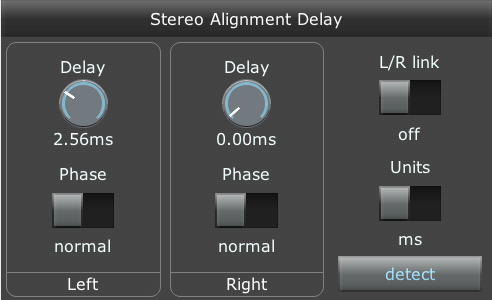 Stereo Alignment Delay
Delay
2.56ms
Phase
normal
Left
Delay
0.00ms
Phase
normal
Right
L/R link
off
Units
ms
detect